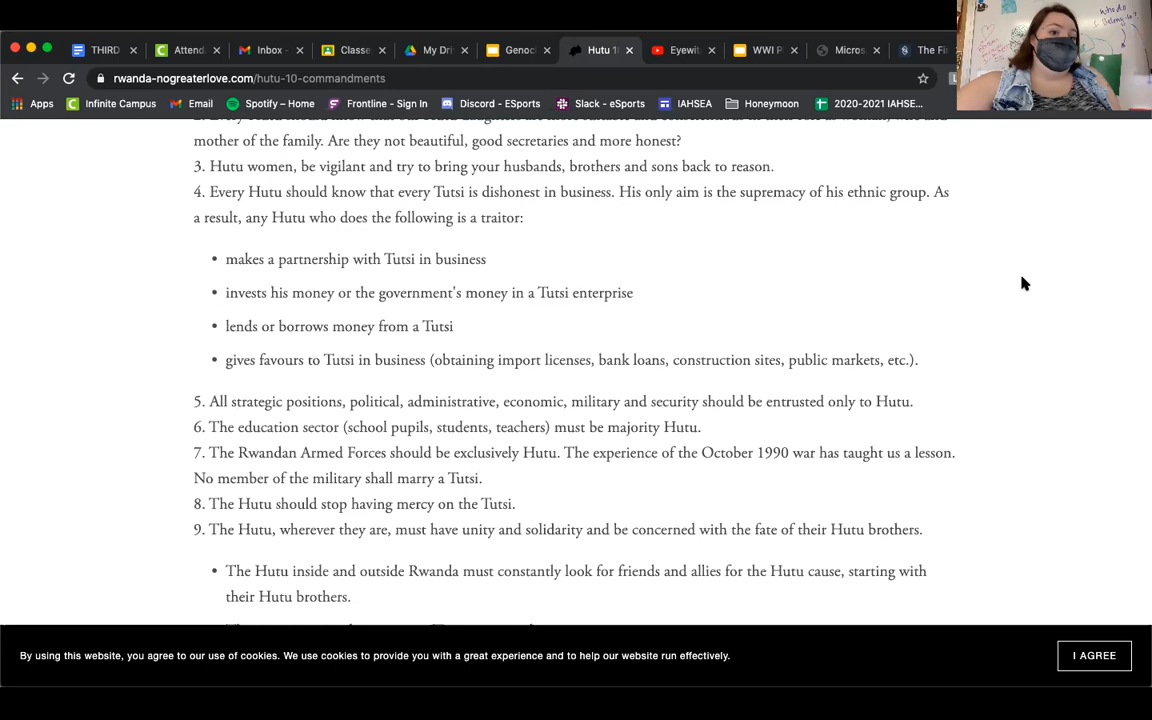 THIRD
Attend
Inbox -
Classe
My Dri
Genoc
Hutu 1
Eyewit
WWI P
Micros
The Fi
rwanda-nogreaterlove.com/hutu-10-commandments
Apps
Infinite Campus
Email
Spotify – Home
Frontline - Sign In
Discord - ESports
Slack - eSports
IAHSEA
Honeymoon
2020-2021 IAHSE...
who do
I
Belong to?
mother of the family. Are they not beautiful, good secretaries and more honest?
3. Hutu women, be vigilant and try to bring your husbands, brothers and sons back to reason.
4. Every Hutu should know that every Tutsi is dishonest in business. His only aim is the supremacy of his ethnic group. As
a result, any Hutu who does the following is a traitor:
• makes a partnership with Tutsi in business
• invests his money or the government's money in a Tutsi enterprise
• lends or borrows money from a Tutsi
• gives favours to Tutsi in business (obtaining import licenses, bank loans, construction sites, public markets, etc.).
5. All strategic positions, political, administrative, economic, military and security should be entrusted only to Hutu.
6. The education sector (school pupils, students, teachers) must be majority Hutu.
7. The Rwandan Armed Forces should be exclusively Hutu. The experience of the October 1990 war has taught us a lesson.
No member of the military shall marry a Tutsi.
8. The Hutu should stop having mercy on the Tutsi.
9. The Hutu, wherever they are, must have unity and solidarity and be concerned with the fate of their Hutu brothers.
• The Hutu inside and outside Rwanda must constantly look for friends and allies for the Hutu cause, starting with
their Hutu brothers.
By using this website, you agree to our use of cookies. We use cookies to provide you with a great experience and to help our website run effectively.
I AGREE